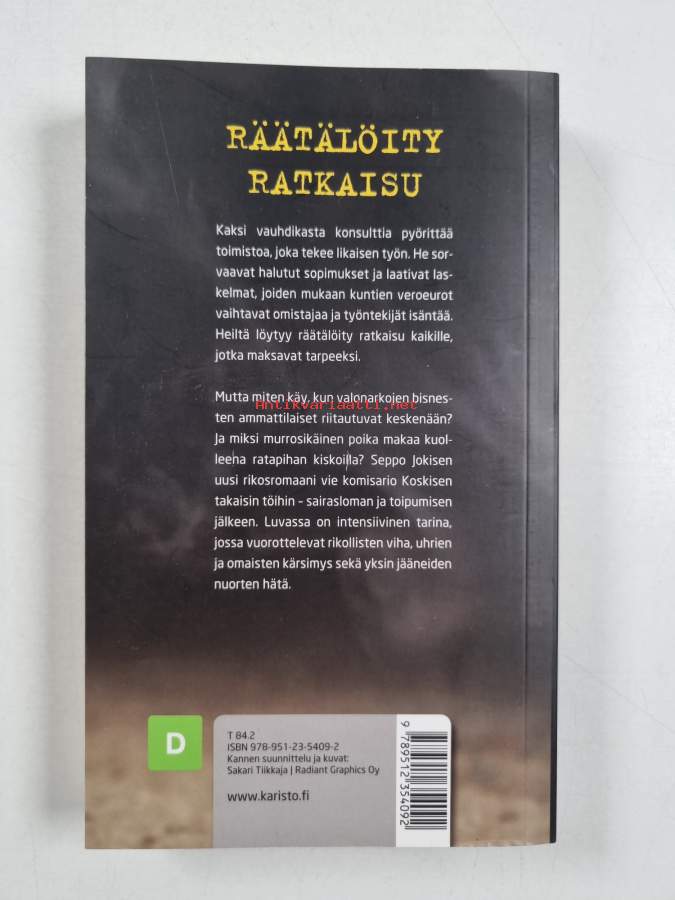 RÄÄTÄLÖITY
RATKAISU
Kaksi vauhdikasta konsulttia pyörittää
toimistoa, joka tekee likaisen työn. He sor-
vaavat halutut sopimukset ja laativat las-
kelmat, joiden mukaan kuntien veroeurot
vaihtavat omistajaa ja työntekijät isäntää.
Heiltä löytyy räätälöity ratkaisu kaikille,
jotka maksavat tarpeeksi.
Mutta miten käy, kun valonarkojen bisnes-
Antikvariaatti.net
ten ammattilaiset riitautuvat keskenään?
Ja miksi murrosikäinen poika makaa kuol-
leena ratapihan kiskoilla? Seppo Jokisen
uusi rikosromaani vie komisario Koskisen
takaisin töihin – sairasloman ja toipumisen
jälkeen. Luvassa on intensiivinen tarina,
jossa vuorottelevat rikollisten viha, uhrien
ja omaisten kärsimys sekä yksin jääneiden
nuorten hätä.
D
T 84.2
ISBN 978-951-23-5409-2
Kannen suunnittelu ja kuvat:
Sakari Tiikkaja | Radiant Graphics Oy
www.karisto.fi
9 789512 354092